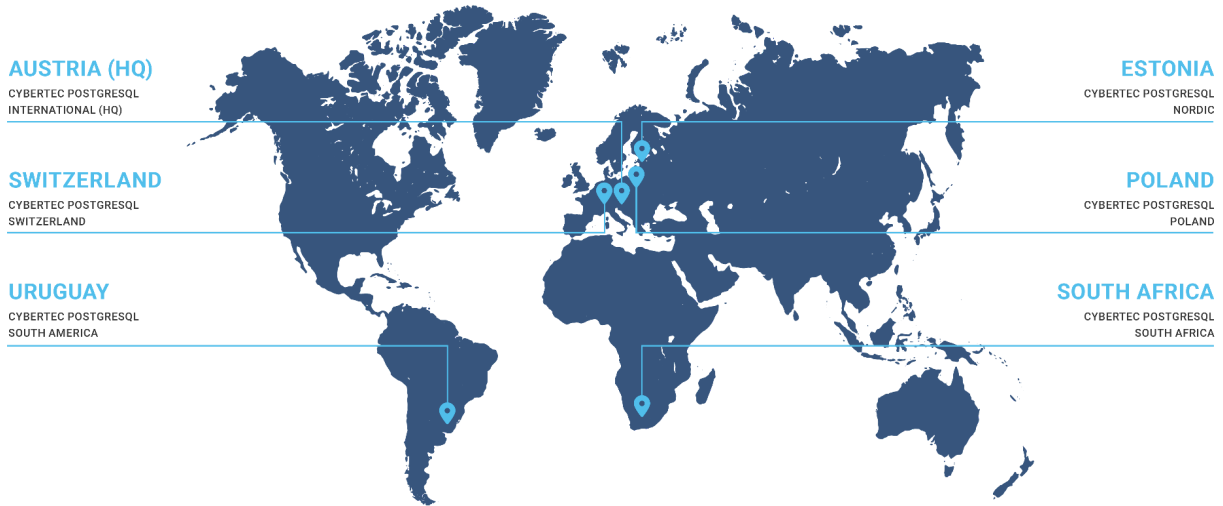 AUSTRIA (HQ)
CYBERTEC POSTGRESQL
INTERNATIONAL (HQ)
SWITZERLAND
CYBERTEC POSTGRESQL
SWITZERLAND
URUGUAY
CYBERTEC POSTGRESQL
SOUTH AMERICA
ESTONIA
CYBERTEC POSTGRESQL
NORDIC
POLAND
CYBERTEC POSTGRESQL
POLAND
SOUTH AFRICA
CYBERTEC POSTGRESQL
SOUTH AFRICA